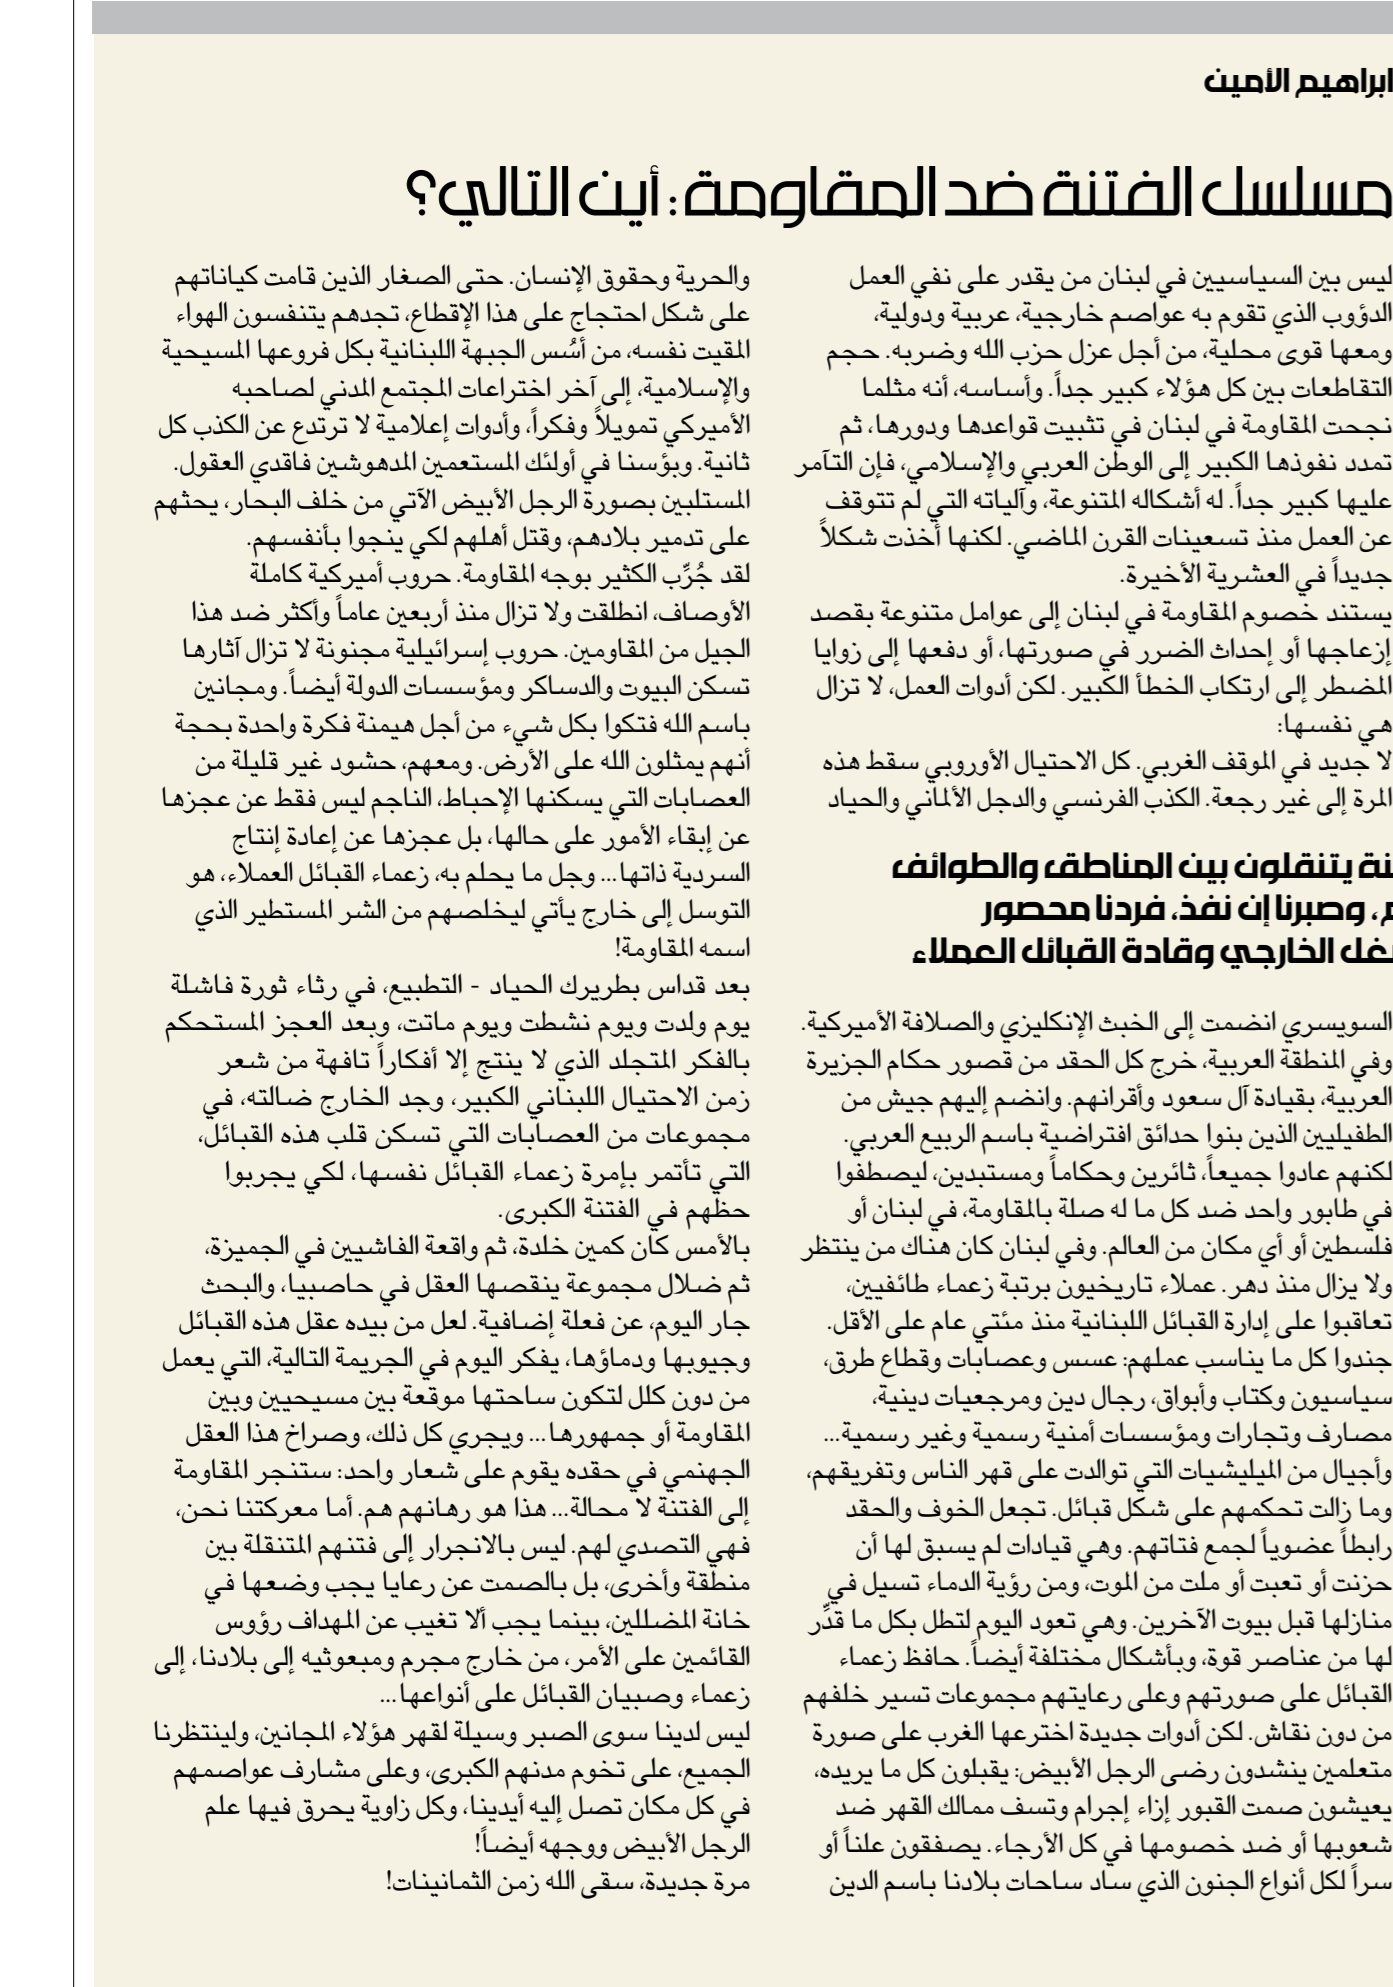 ابراهيم الأمين
مسلسل الفتنة ضد المقاومة: أين التالي؟
ليس بين السياسيين في لبنان من يقدر على نفي العمل
الدؤوب الذي تقوم به عواصم خارجية، عربية ودولية،
ومعها قوى محلية، من أجل عزل حزب الله وضربه. حجم
التقاطعات بين كل هؤلاء كبير جداً. وأساسه، أنه مثلما
نجحت المقاومة في لبنان في تثبيت قواعدها ودورها، ثم
تمدد نفوذها الكبير إلى الوطن العربي والإسلامي، فإن التآمر
عليها كبير جداً. له أشكاله المتنوعة، وآلياته التي لم تتوقف
عن العمل منذ تسعينات القرن الماضي. لكنها أخذت شكلاً
جديداً في العشرية الأخيرة.
يستند خصوم المقاومة في لبنان إلى عوامل متنوعة بقصد
إزعاجها أو إحداث الضرر في صورتها، أو دفعها إلى زوايا
المضطر إلى ارتكاب الخطأ الكبير. لكن أدوات العمل، لا تزال
هي نفسها:
لا جديد في الموقف الغربي. كل الاحتيال الأوروبي سقط هذه
المرة إلى غير رجعة. الكذب الفرنسي والدجل الألماني والحياد
يتنقلون بين المناطق والطوائف
وصبرنا إن نفذ، فردنا محصور
الخارجي وقادة القبائل العملاء
السويسري انضمت إلى الخبث الإنكليزي والصلافة الأميركية.
وفي المنطقة العربية، خرج كل الحقد من قصور حكام الجزيرة
العربية، بقيادة آل سعود وأقرانهم. وانضم إليهم جيش من
الطفيليين الذين بنوا حدائق افتراضية باسم الربيع العربي.
لكنهم عادوا جميعاً، ثائرين وحكاماً ومستبدين، ليصطفوا
في طابور واحد ضد كل ما له صلة بالمقاومة، في لبنان أو
فلسطين أو أي مكان من العالم. وفي لبنان كان هناك من ينتظر
ولا يزال منذ دهر. عملاء تاريخيون برتبة زعماء طائفيين،
تعاقبوا على إدارة القبائل اللبنانية منذ مئتي عام على الأقل.
جندوا كل ما يناسب عملهم: عسس وعصابات وقطاع طرق،
سياسيون وكتاب وأبواق، رجال دين ومرجعيات دينية،
مصارف وتجارات ومؤسسات أمنية رسمية وغير رسمية...
وأجيال من الميليشيات التي توالدت على قهر الناس وتفريقهم،
وما زالت تحكمهم على شكل قبائل. تجعل الخوف والحقد
رابطاً عضوياً لجمع فتاتهم. وهي قيادات لم يسبق لها أن
حزنت أو تعبت أو ملت من الموت، ومن رؤية الدماء تسيل في
منازلها قبل بيوت الآخرين. وهي تعود اليوم لتطل بكل ما قدِّر
لها من عناصر قوة، وبأشكال مختلفة أيضاً. حافظ زعماء
القبائل على صورتهم وعلى رعايتهم مجموعات تسير خلفهم
من دون نقاش. لكن أدوات جديدة اخترعها الغرب على صورة
متعلمين ينشدون رضى الرجل الأبيض: يقبلون كل ما يريده،
يعيشون صمت القبور إزاء إجرام وتسف ممالك القهر ضد
شعوبها أو ضد خصومها في كل الأرجاء. يصفقون علناً أو
سراً لكل أنواع الجنون الذي ساد ساحات بلادنا باسم الدين
والحرية وحقوق الإنسان. حتى الصغار الذين قامت كياناتهم
على شكل احتجاج على هذا الإقطاع، تجدهم يتنفسون الهواء
المقيت نفسه، من أسُس الجبهة اللبنانية بكل فروعها المسيحية
والإسلامية، إلى آخر اختراعات المجتمع المدني لصاحبه
الأميركي تمويلاً وفكراً، وأدوات إعلامية لا ترتدع عن الكذب كل
ثانية. وبؤسنا في أولئك المستعمين المدهوشين فاقدي العقول.
المستلبين بصورة الرجل الأبيض الآتي من خلف البحار، يحثهم
على تدمير بلادهم، وقتل أهلهم لكي ينجوا بأنفسهم.
لقد جُرِّب الكثير بوجه المقاومة. حروب أميركية كاملة
الأوصاف، انطلقت ولا تزال منذ أربعين عاماً وأكثر ضد هذا
الجيل من المقاومين. حروب إسرائيلية مجنونة لا تزال آثارها
تسكن البيوت والدساكر ومؤسسات الدولة أيضاً. ومجانين
باسم الله فتكوا بكل شيء من أجل هيمنة فكرة واحدة بحجة
أنهم يمثلون الله على الأرض. ومعهم، حشود غير قليلة من
العصابات التي يسكنها الإحباط، الناجم ليس فقط عن عجزها
عن إبقاء الأمور على حالها، بل عجزها عن إعادة إنتاج
السردية ذاتها... وجل ما يحلم به، زعماء القبائل العملاء، هو
التوسل إلى خارج يأتي ليخلصهم من الشر المستطير الذي
اسمه المقاومة!
بعد قداس بطريرك الحياد - التطبيع، في رثاء ثورة فاشلة
يوم ولدت ويوم نشطت ويوم ماتت، وبعد العجز المستحكم
بالفكر المتجلد الذي لا ينتج إلا أفكاراً تافهة من شعر
زمن الاحتيال اللبناني الكبير، وجد الخارج ضالته، في
مجموعات من العصابات التي تسكن قلب هذه القبائل،
التي تأتمر بإمرة زعماء القبائل نفسها، لكي يجربوا
حظهم في الفتنة الكبرى.
بالأمس كان كمين خلدة، ثم واقعة الفاشيين في الجميزة،
ثم ضلال مجموعة ينقصها العقل في حاصبيا، والبحث
جار اليوم، عن فعلة إضافية. لعل من بيده عقل هذه القبائل
وجيوبها ودماؤها، يفكر اليوم في الجريمة التالية، التي يعمل
من دون كلل لتكون ساحتها موقعة بين مسيحيين وبين
المقاومة أو جمهورها... ويجري كل ذلك، وصراخ هذا العقل
الجهنمي في حقده يقوم على شعار واحد: ستنجر المقاومة
إلى الفتنة لا محالة... هذا هو رهانهم هم. أما معركتنا نحن،
فهي التصدي لهم. ليس بالانجرار إلى فتنهم المتنقلة بين
منطقة وأخرى، بل بالصمت عن رعايا يجب وضعها في
خانة المضللين، بينما يجب ألا تغيب عن المهداف رؤوس
القائمين على الأمر، من خارج مجرم ومبعوثيه إلى بلادنا، إلى
زعماء وصبيان القبائل على أنواعها...
ليس لدينا سوى الصبر وسيلة لقهر هؤلاء المجانين، ولينتظرنا
الجميع، على تخوم مدنهم الكبرى، وعلى مشارف عواصمهم
في كل مكان تصل إليه أيدينا، وكل زاوية يحرق فيها علم
الرجل الأبيض ووجهه أيضاً!
مرة جديدة، سقى الله زمن الثمانينات!